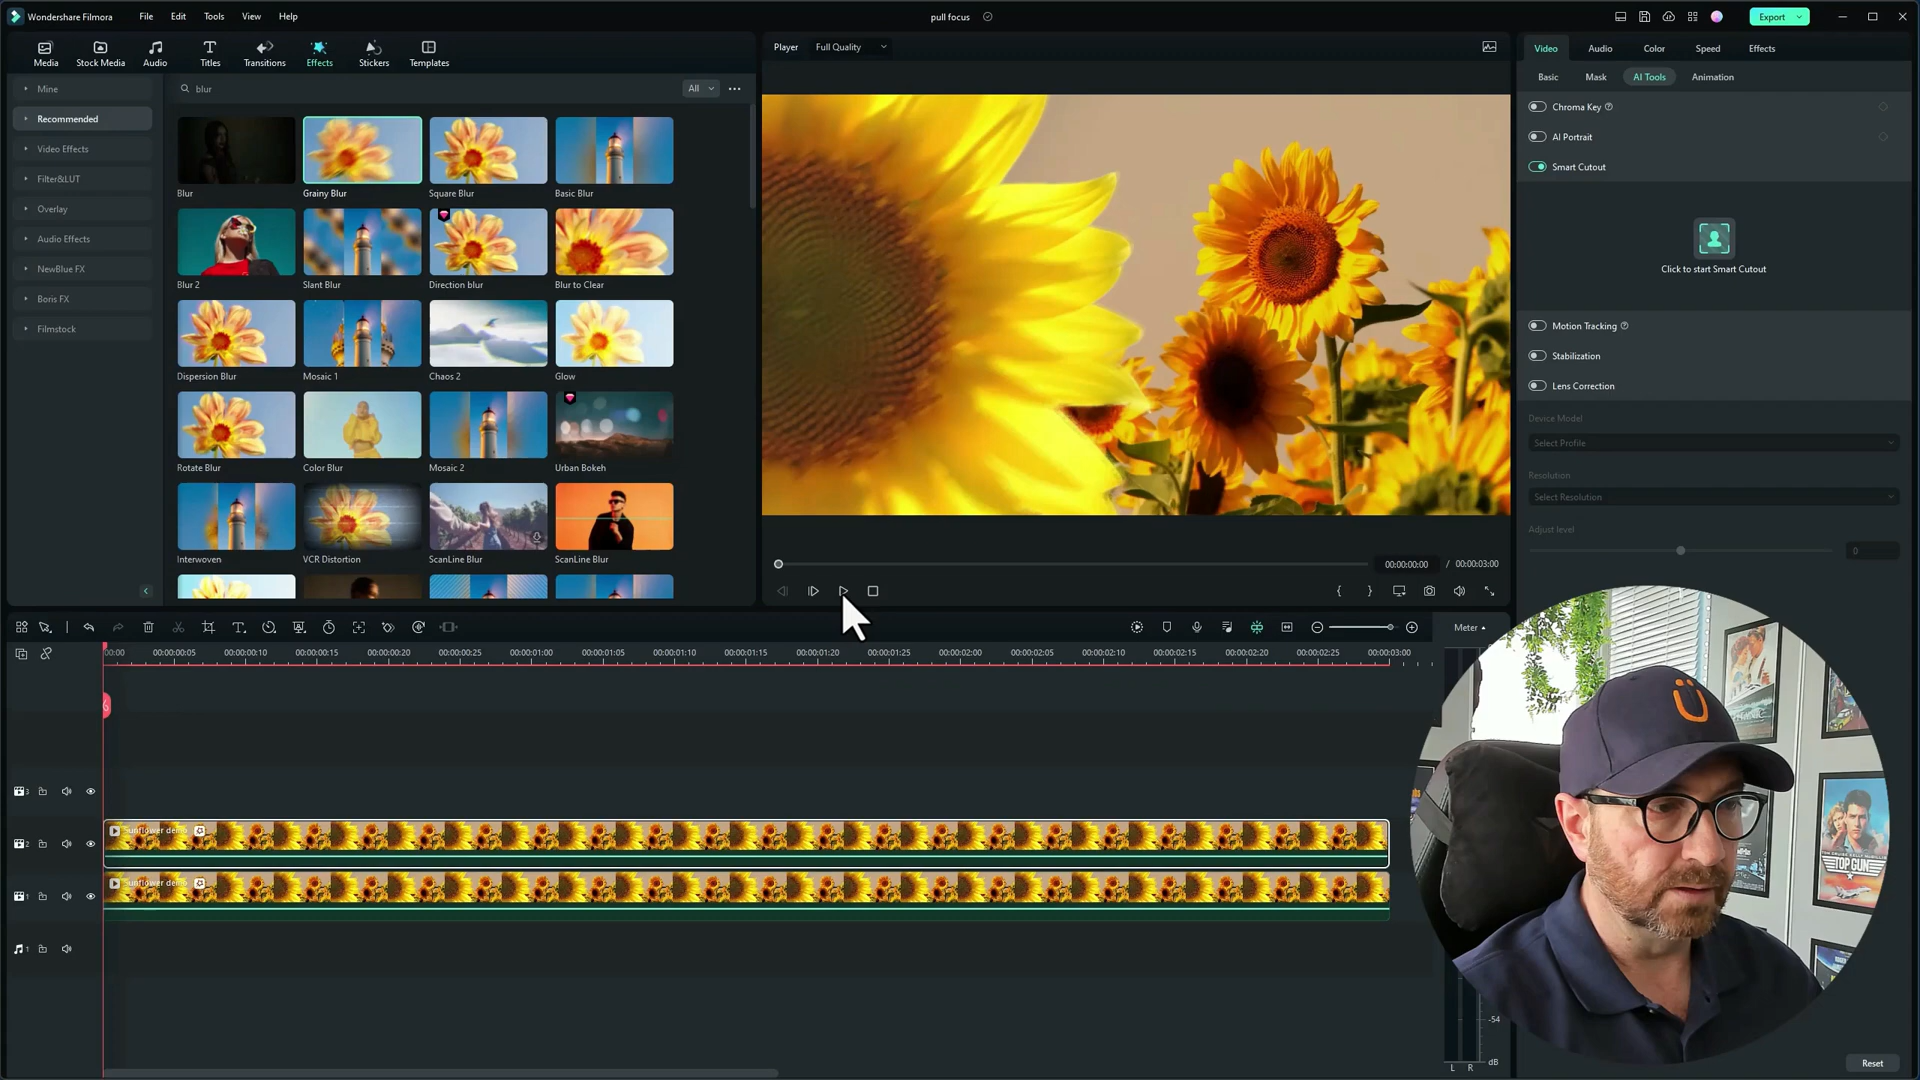 Wondershare Filmora
File Edit Tools View Help
pull focus
Export
Media Stock Media Audio Titles Transitions Effects Stickers Templates
Player Full Quality
Video Audio Color Speed Effects
Basic Mask AI Tools Animation
Mine
Recommended
Video Effects
Filter&LUT
Overlay
Audio Effects
NewBlue FX
Boris FX
Filmstock
blur
All
Blur Grainy Blur Square Blur Basic Blur
Blur 2 Slant Blur Direction blur Blur to Clear
Dispersion Blur Mosaic 1 Chaos 2 Glow
Rotate Blur Color Blur Mosaic 2 Urban Bokeh
Interwoven VCR Distortion ScanLine Blur ScanLine Blur
00:00:00:00 / 00:00:03:00
Chroma Key
AI Portrait
Smart Cutout
Click to start Smart Cutout
Motion Tracking
Stabilization
Lens Correction
Device Model
Select Profile
Resolution
Select Resolution
Adjust level
0
Meter
00:00 00:00:00:05 00:00:00:10 00:00:00:15 00:00:00:20 00:00:00:25 00:00:01:00 00:00:01:05 00:00:01:10 00:00:01:15 00:00:01:20 00:00:01:25 00:00:02:00 00:00:02:05 00:00:02:10 00:00:02:15 00:00:02:20 00:00:02:25 00:00:03:00
3
2
Sunflower demo
1
Sunflower demo
1
-54
dB
L R
TOP GUN
Reset